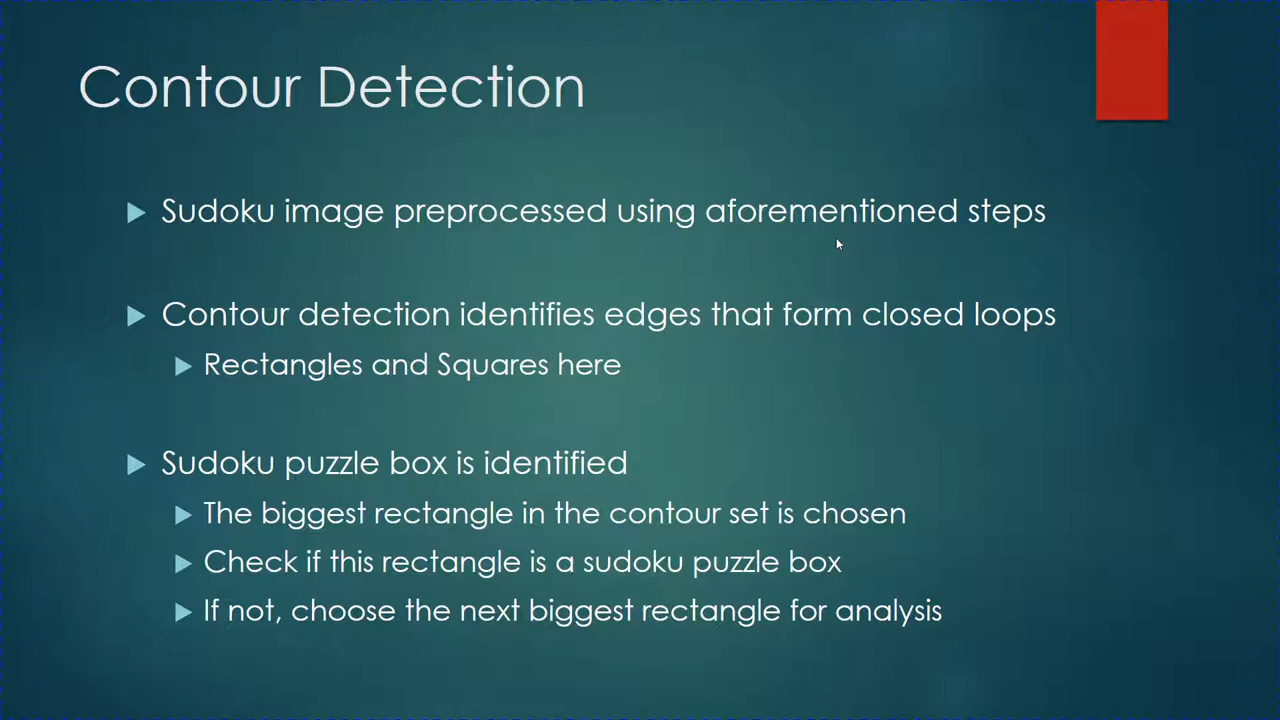 Contour Detection
Sudoku image preprocessed using aforementioned steps
Contour detection identifies edges that form closed loops
Rectangles and Squares here
Sudoku puzzle box is identified
The biggest rectangle in the contour set is chosen
Check if this rectangle is a sudoku puzzle box
If not, choose the next biggest rectangle for analysis